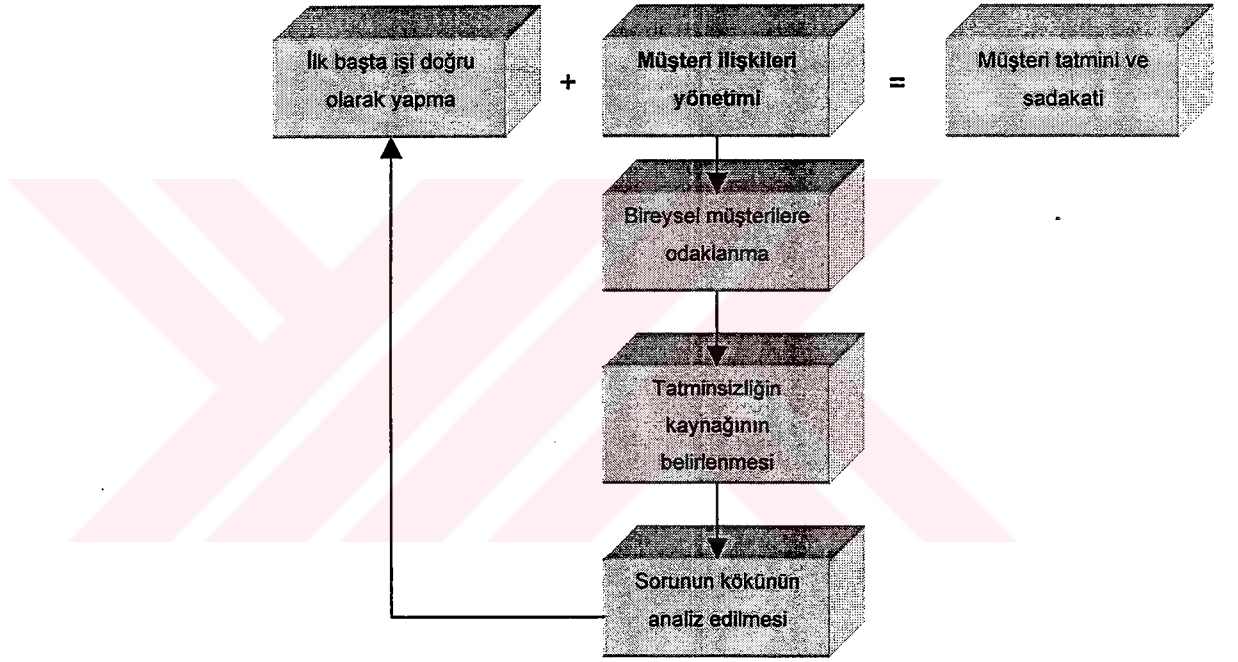 İlk başta işi doğru
olarak yapma
+
Müşteri ilişkileri
yönetimi
=
Müşteri tatmini ve
sadakati
Bireysel müşterilere
odaklanma
Tatminsizliğin
kaynağının
belirlenmesi
Sorunun kökünün
analiz edilmesi